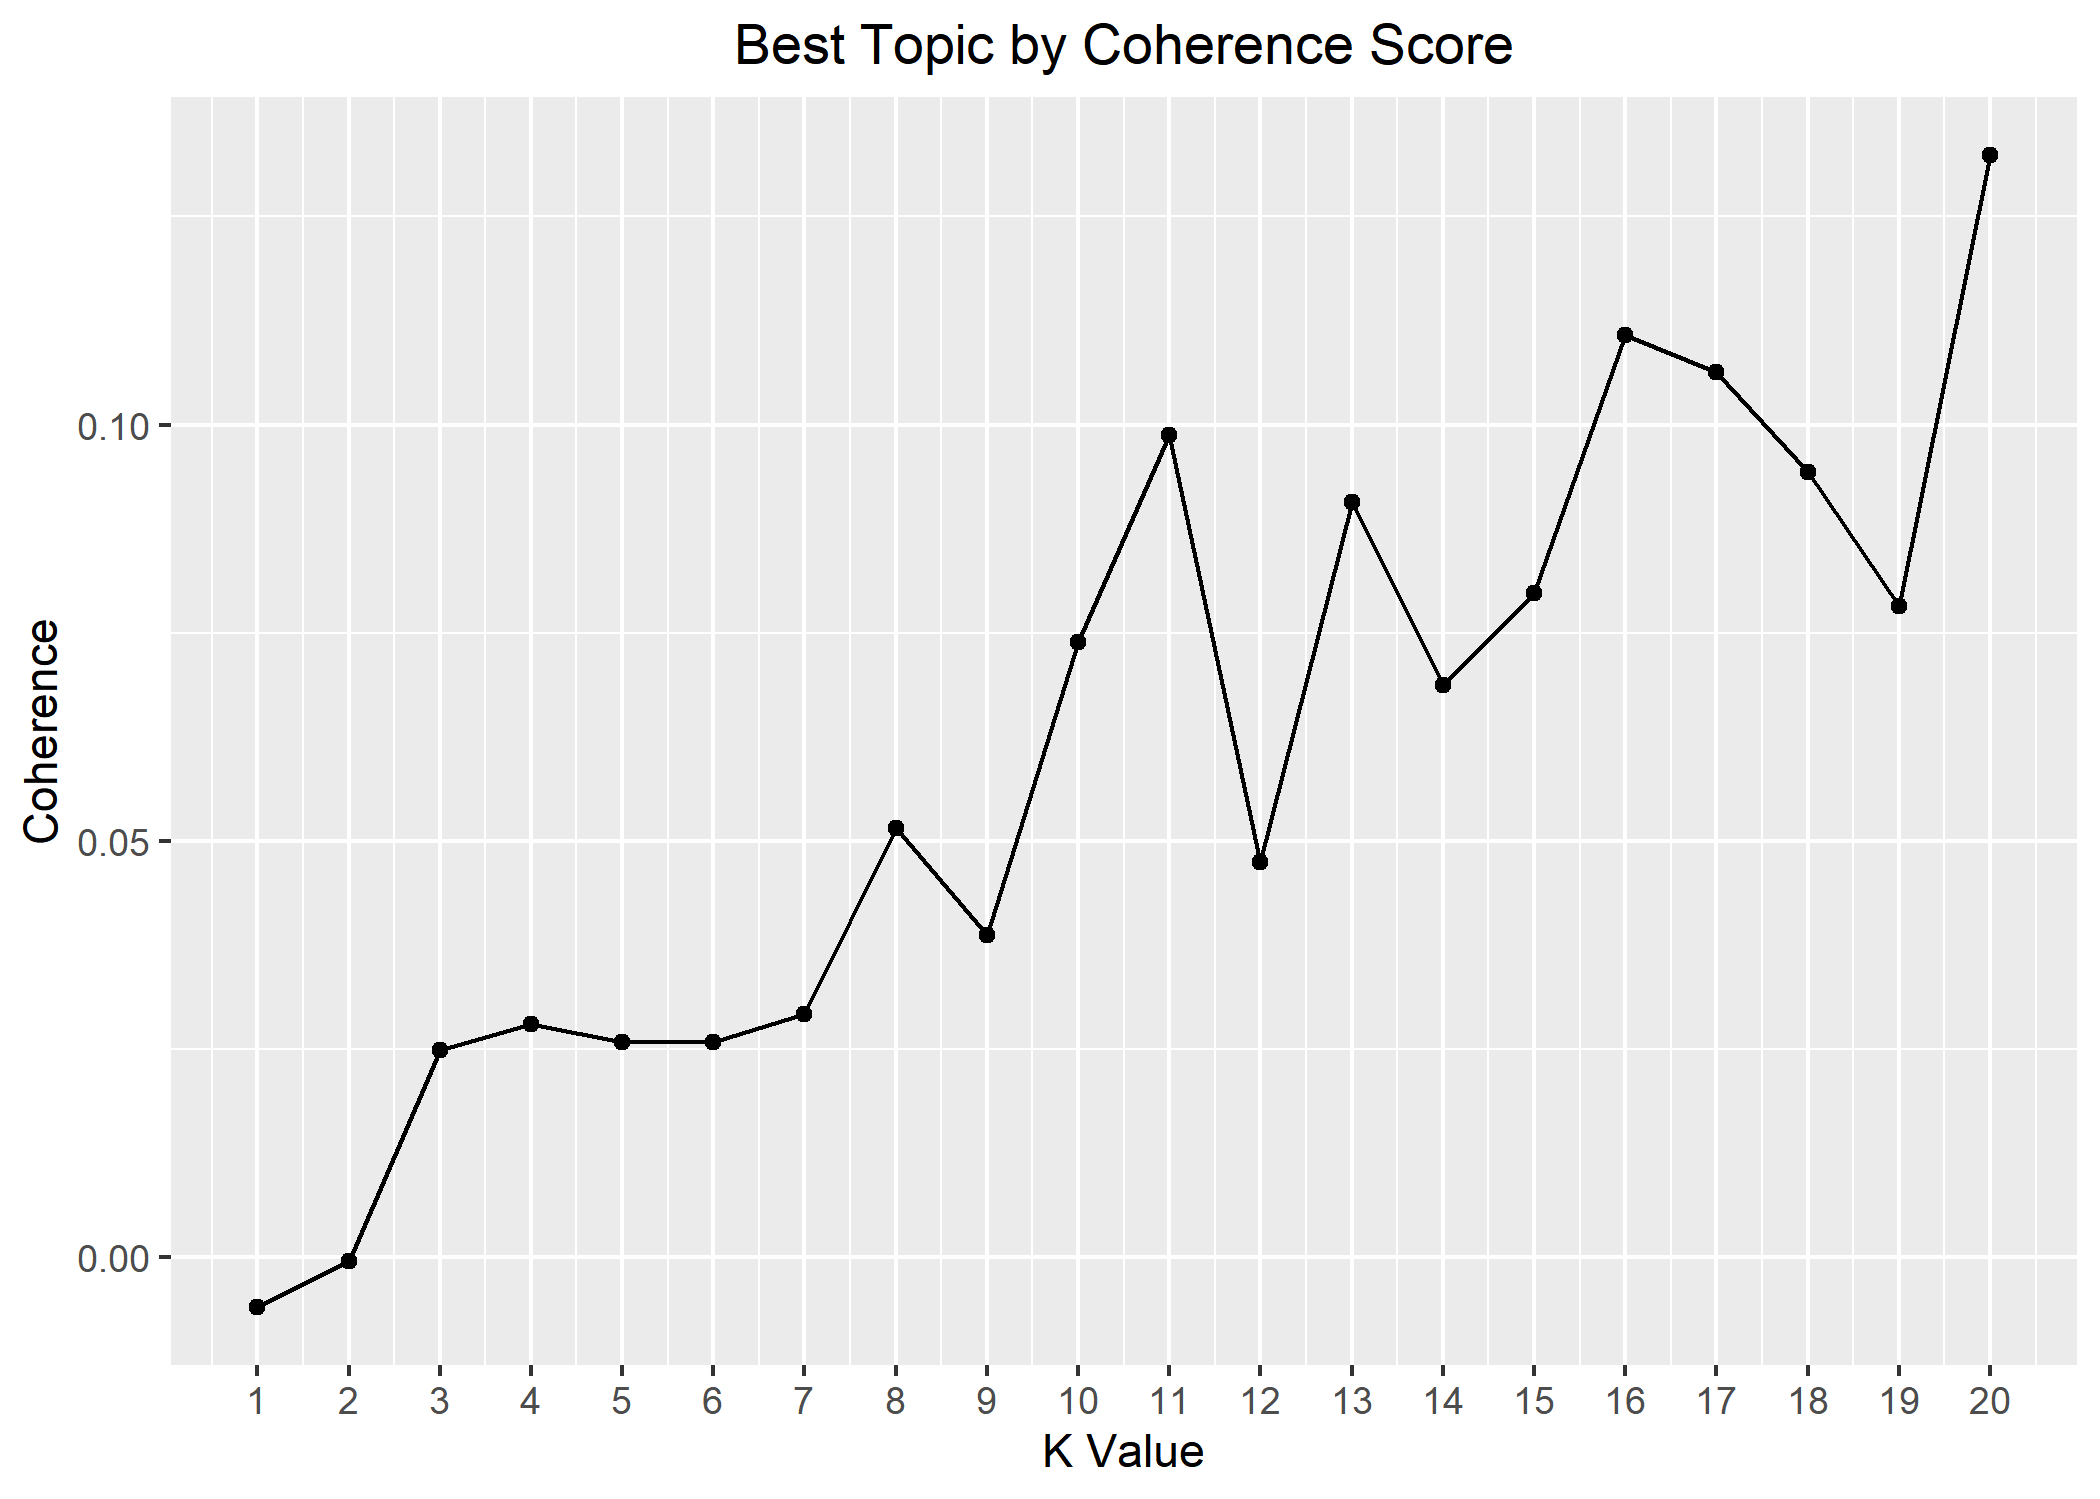 Best Topic by Coherence Score
Coherence
0.10
0.05
0.00
1 2 3 4 5 6 7 8 9 10 11 12 13 14 15 16 17 18 19 20
K Value